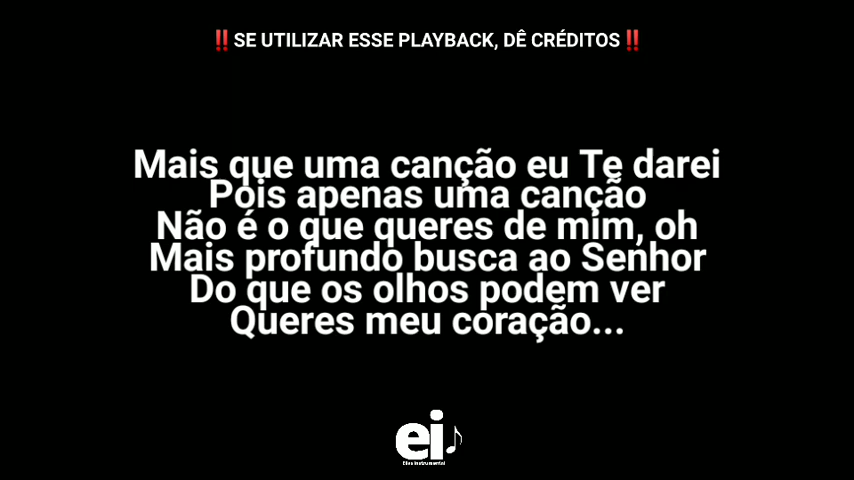 ‼️SE UTILIZAR ESSE PLAYBACK, DÊ CRÉDITOS‼️
Mais que uma canção eu Te darei
Pois apenas uma canção
Não é o que queres de mim, oh
Mais profundo busca ao Senhor
Do que os olhos podem ver
Queres meu coração...
ei
Elias Instrumental